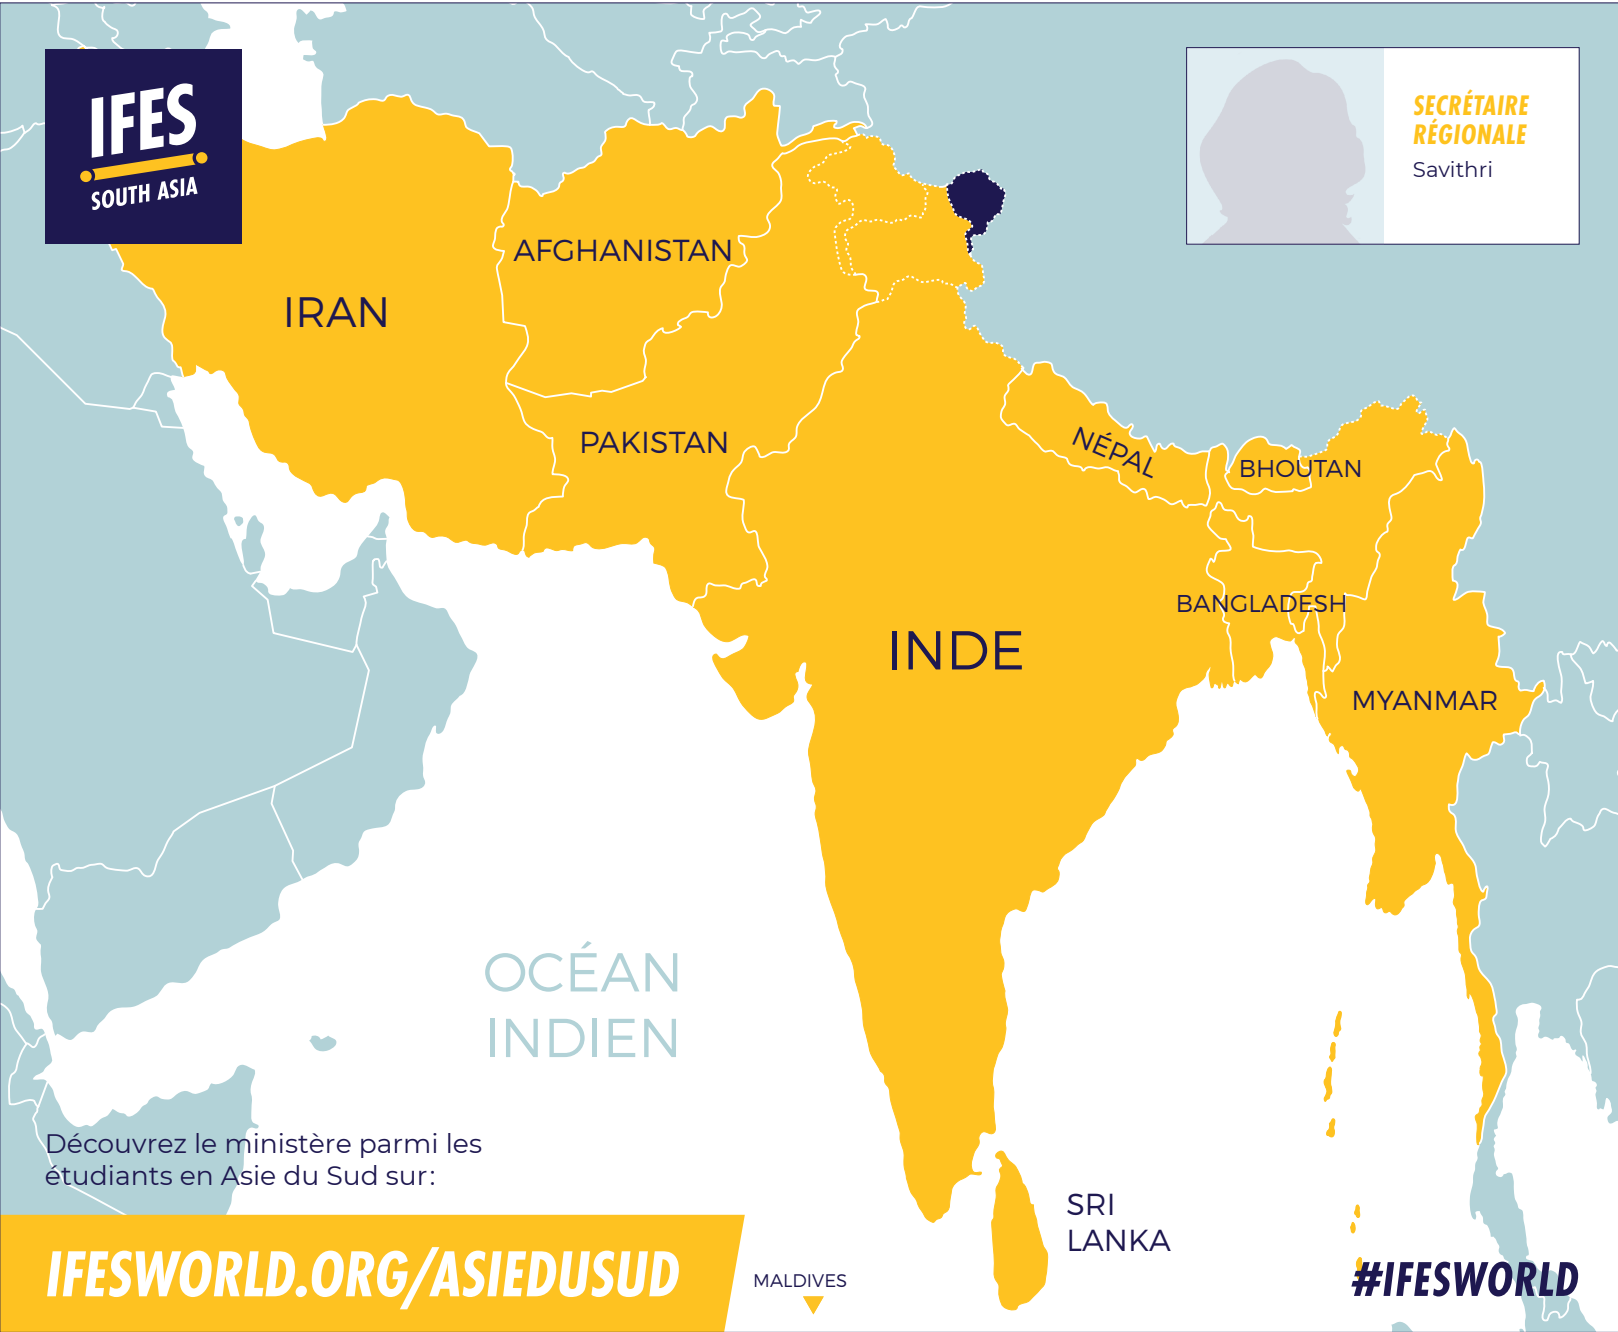 IFES
SOUTH ASIA
SECRÉTAIRE
RÉGIONALE
Savithri
AFGHANISTAN
IRAN
PAKISTAN
NÉPAL
BHOUTAN
BANGLADESH
INDE
MYANMAR
OCÉAN
INDIEN
Découvrez le ministère parmi les
étudiants en Asie du Sud sur:
SRI
LANKA
IFESWORLD.ORG/ASIEDUSUD
MALDIVES
#IFESWORLD